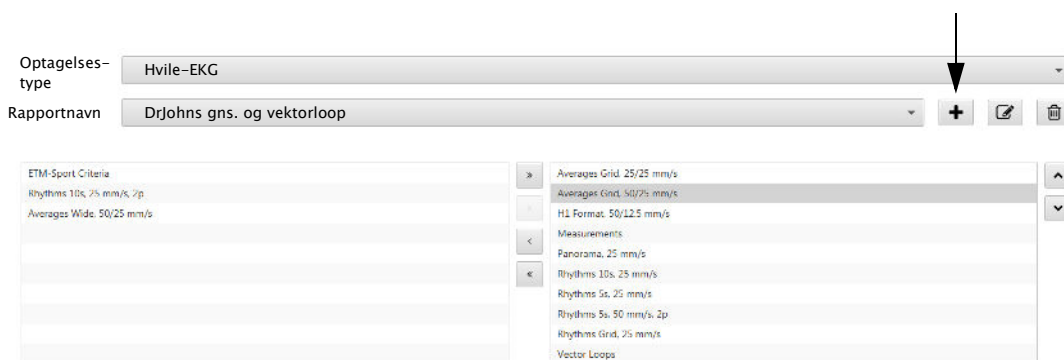 Optagelses-
type
Hvile-EKG
Rapportnavn
DrJohns gns. og vektorloop
ETM-Sport Criteria
Rhythms 10s, 25 mm/s, 2p
Averages Wide, 50/25 mm/s
Averages Grid, 25/25 mm/s
Averages Grid, 50/25 mm/s
H1 Format, 50/12.5 mm/s
Measurements
Panorama, 25 mm/s
Rhythms 10s, 25 mm/s
Rhythms 5s, 25 mm/s
Rhythms 5s, 50 mm/s, 2p
Rhythms Grid, 25 mm/s
Vector Loops